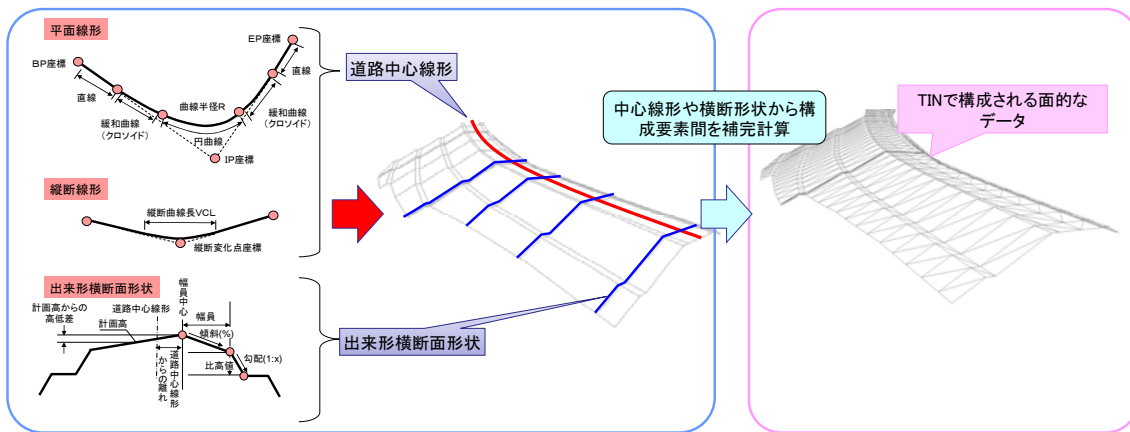 平面線形
BP座標
EP座標
直線
直線
曲線半径R
緩和曲線
（クロソイド）
緩和曲線
（クロソイド）
円曲線
IP座標
縦断線形
縦断曲線長VCL
縦断変化点座標
出来形横断面形状
幅員中心
計画高からの
高低差
道路中心線形
幅員
計画高
傾斜(%)
勾配(1:x)
比高値
道路中心線形
からの離れ
道路中心線形
出来形横断面形状
中心線形や横断形状から構
成要素間を補完計算
TINで構成される面的な
データ